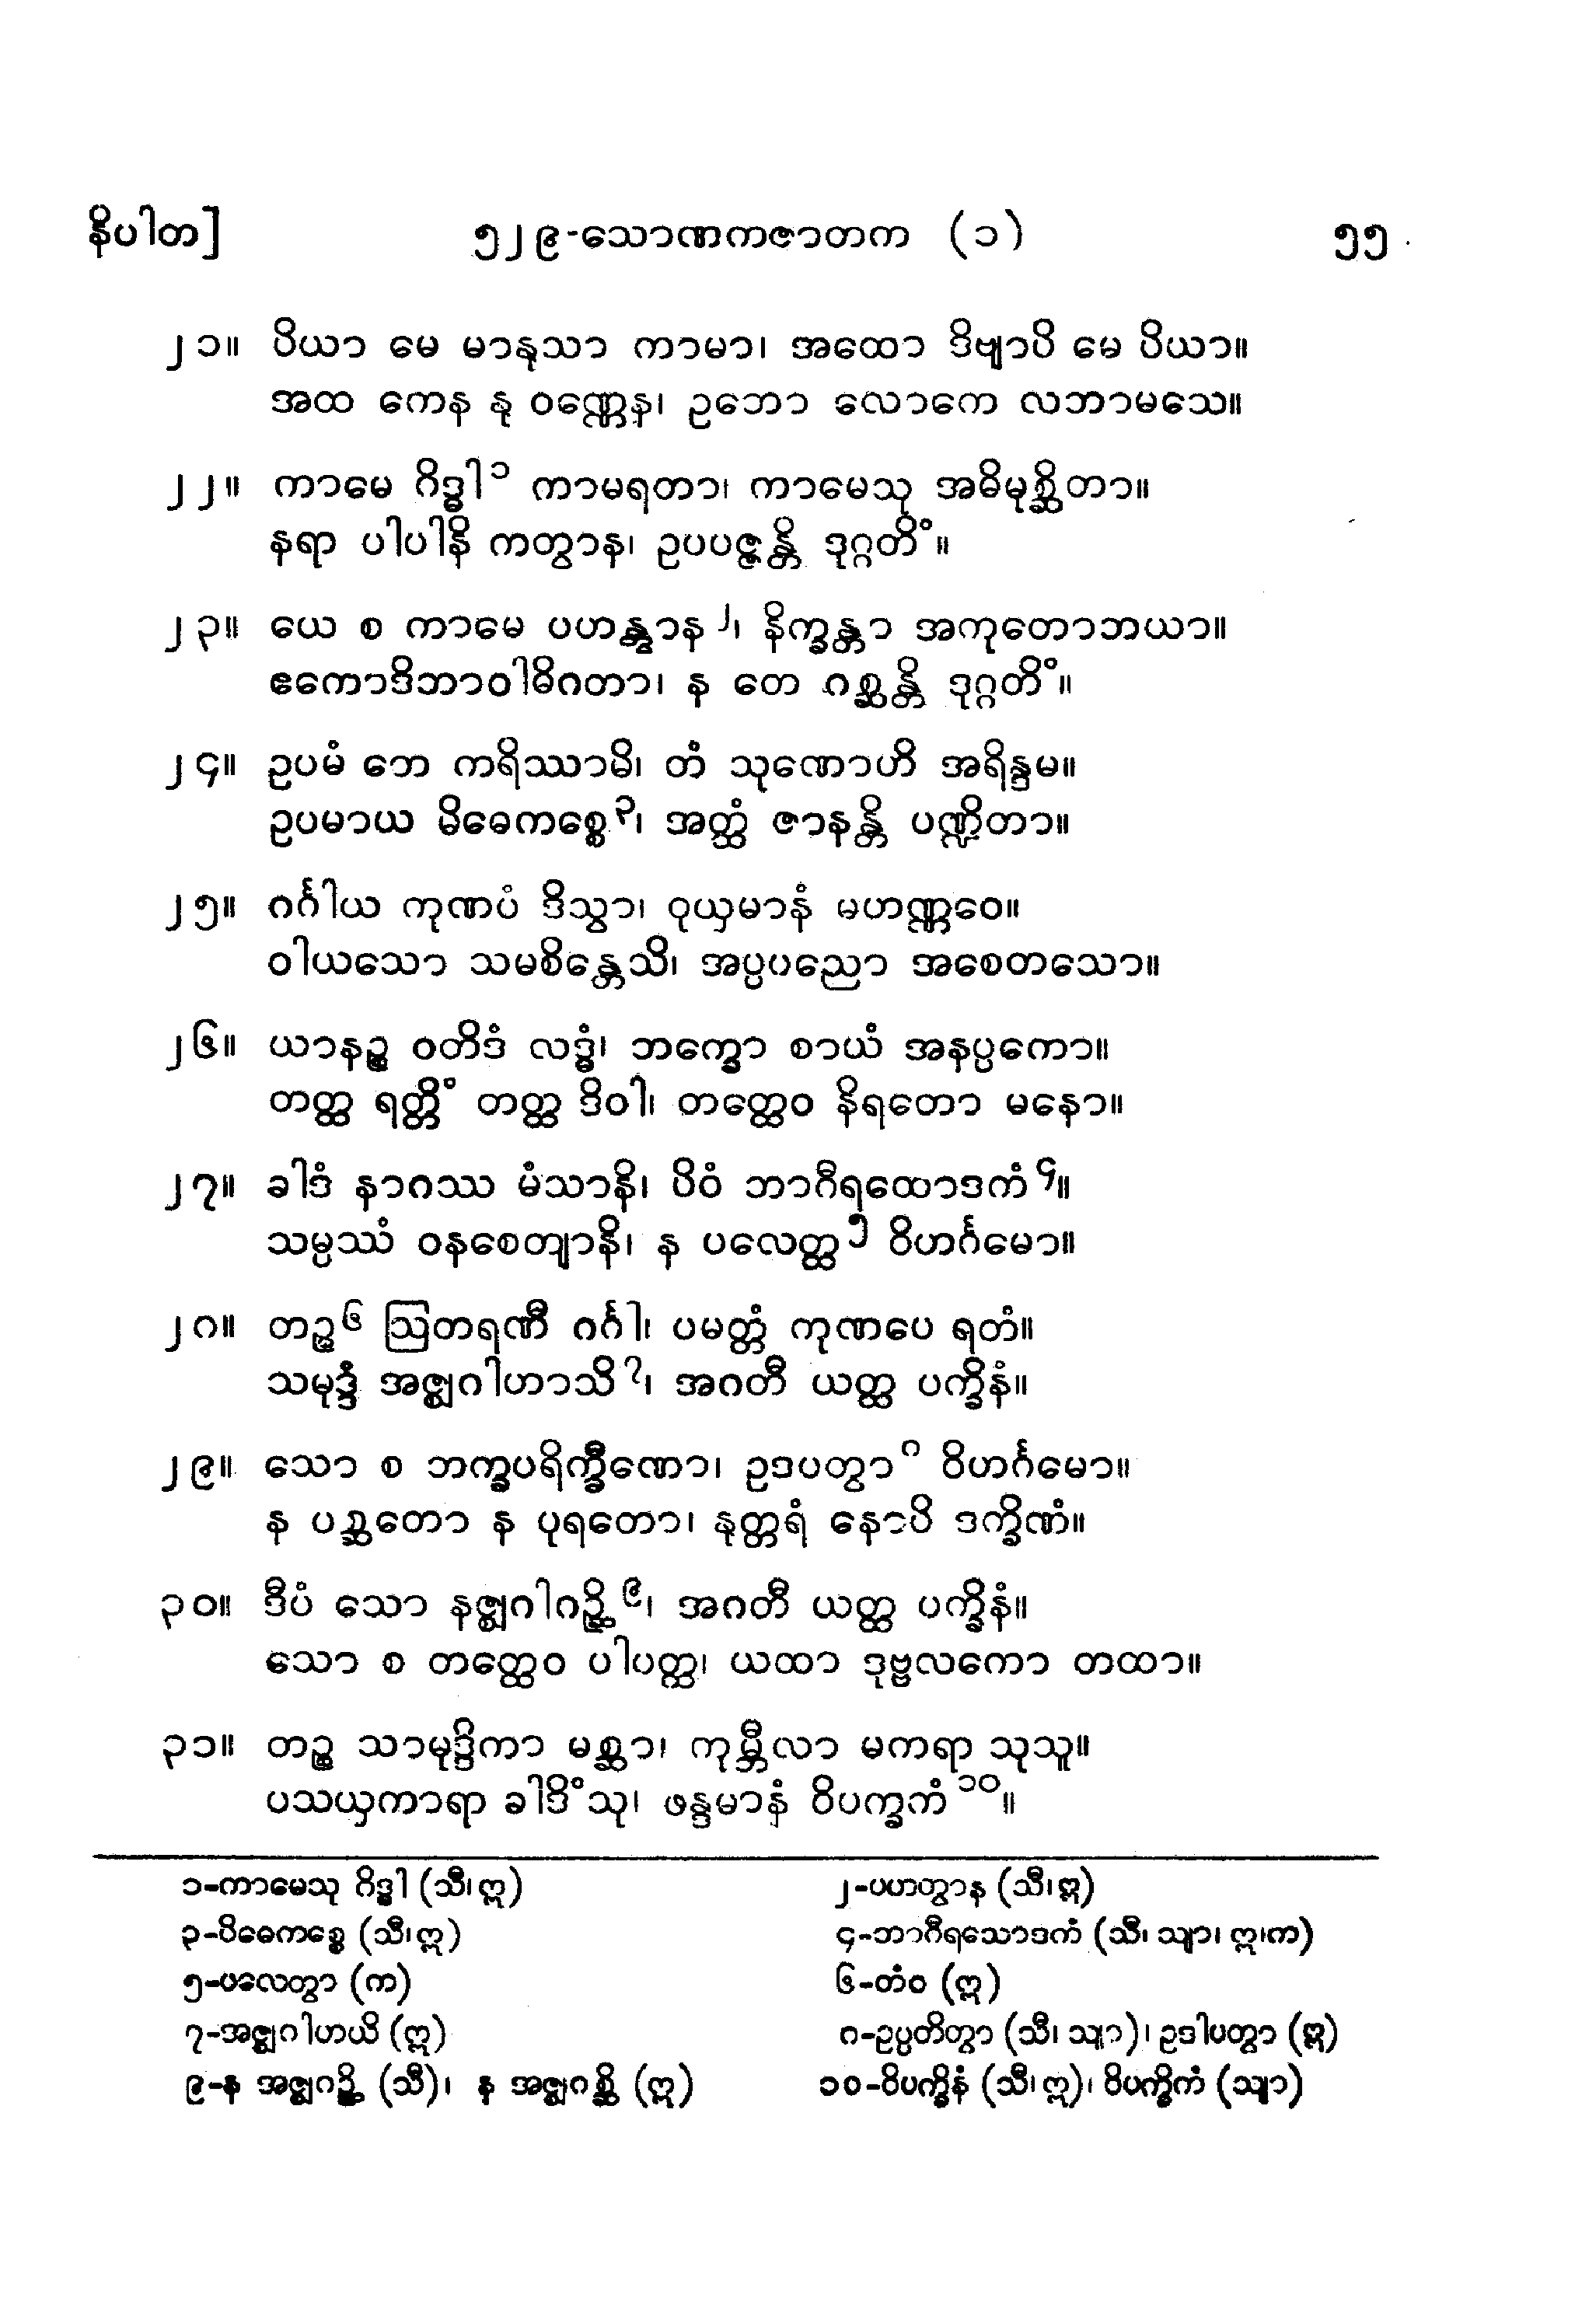 နိပါတ]
၅၂၉-သောဏကဇာတက (၁)
၅၅
၂၁။ ပိယာ မေ မာနုသာ ကာမာ၊ အထော ဒိဗျာပိ မေ ပိယာ။
အထ ကေန နု ဝဏ္ဏေန၊ ဥဘော လောကေ လဘာမသေ။
၂၂။ ကာမေ ဂိဒ္ဓါ၁ ကာမရတာ၊ ကာမေသု အဓိမုစ္ဆိတာ။
နရာ ပါပါနိ ကတွာန၊ ဥပပဇ္ဇန္တိ ဒုဂ္ဂတိံ။
၂၃။ ယေ စ ကာမေ ပဟန္တွာန၂၊ နိက္ခန္တာ အကုတောဘယာ။
ဧကောဒိဘာဝါဓိဂတာ၊ န တေ ဂစ္ဆန္တိ ဒုဂ္ဂတိံ။
၂၄။ ဥပမံ တေ ကရိဿာမိ၊ တံ သုဏောဟိ အရိန္ဒမ။
ဥပမာယ မိဓေကစ္စေ၃၊ အတ္ထံ ဇာနန္တိ ပဏ္ဍိတာ။
၂၅။ ဂင်္ဂါယ ကုဏပံ ဒိသွာ၊ ဝုယှမာနံ မဟဏ္ဏဝေ။
ဝါယသော သမစိန္တေသိ၊ အပ္ပပညော အစေတသော။
၂၆။ ယာနဉ္စ ဝတိဒံ လဒ္ဓံ၊ ဘက္ခော စာယံ အနပ္ပကော။
တတ္ထ ရတ္တိံ တတ္ထ ဒိဝါ၊ တတ္ထေဝ နိရတော မနော။
၂၇။ ခါဒံ နာဂဿ မံသာနိ၊ ပိဝံ ဘာဂီရထောဒကံ၄။
သမ္ပဿံ ဝနစေတျာနိ၊ န ပလေတ္ထ၅ ဝိဟင်္ဂမော။
၂၈။ တဉ္စ၆ ဩတရဏီ ဂင်္ဂါ၊ ပမတ္တံ ကုဏပေ ရတံ။
သမုဒ္ဒံ အဇ္ဈဂါဟာသိ၇၊ အဂတီ ယတ္ထ ပက္ခိနံ။
၂၉။ သော စ ဘက္ခပရိက္ခီဏော၊ ဥဒပတွာ၈ ဝိဟင်္ဂမော။
န ပစ္ဆတော န ပုရတော၊ နုတ္တရံ နောပိ ဒက္ခိဏံ။
၃၀။ ဒီပံ သော နဇ္ဈဂါဂဉ္ဆိ၉၊ အဂတီ ယတ္ထ ပက္ခိနံ။
သော စ တတ္ထေဝ ပါပတ္ထ၊ ယထာ ဒုဗ္ဗလကော တထာ။
၃၁။ တဉ္စ သာမုဒ္ဒိကာ မစ္ဆာ၊ ကုမ္ဘီလာ မကရာ သုသူ။
ပသယှကာရာ ခါဒိံသု၊ ဖန္ဒမာနံ ဝိပက္ခကံ၁၀။
၁-ကာမေသု ဂိဒ္ဓါ (သီ၊ ဣ)
၂-ပဟတွာန (သီ၊ ဣ)
၃-ပိဓေကစ္စေ (သီ၊ ဣ)
၄-ဘာဂီရသောဒကံ (သီ၊ သျာ၊ ဣ၊ က)
၅-ပလေတွာ (က)
၆-တံဝ (ဣ)
၇-အဇ္ဈဂါဟယိ (ဣ)
၈-ဥပ္ပတိတွာ (သီ၊ သျာ)၊ ဥဒါပတွာ (ဣ)
၉-န အဇ္ဈဂဉ္ဆိ (သီ)၊ န အဇ္ဈဂစ္ဆိ (ဣ)
၁၀-ဝိပက္ခိနံ (သီ၊ ဣ)၊ ဝိပက္ခိကံ (သျာ)